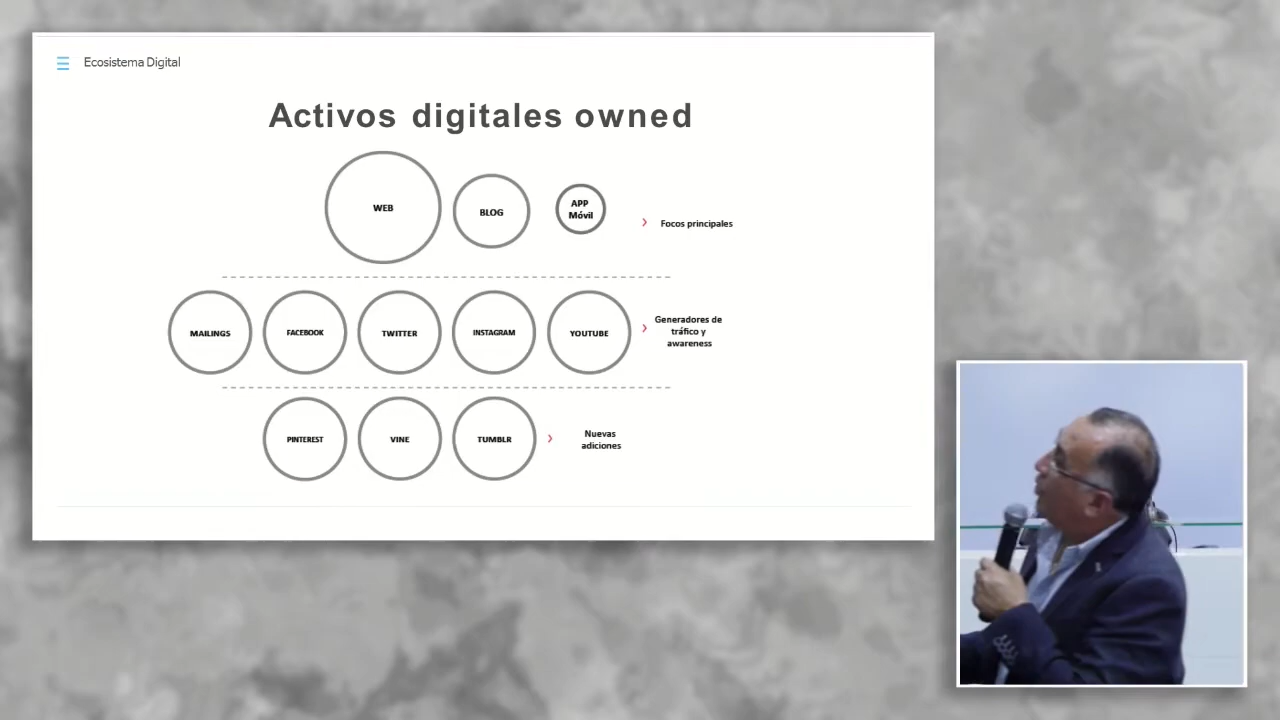 Ecosistema Digital
Activos digitales owned
WEB
BLOG
APP
Móvil
Focos principales
MAILINGS
FACEBOOK
TWITTER
INSTAGRAM
YOUTUBE
Generadores de
tráfico y
awareness
PINTEREST
VINE
TUMBLR
Nuevas
adiciones